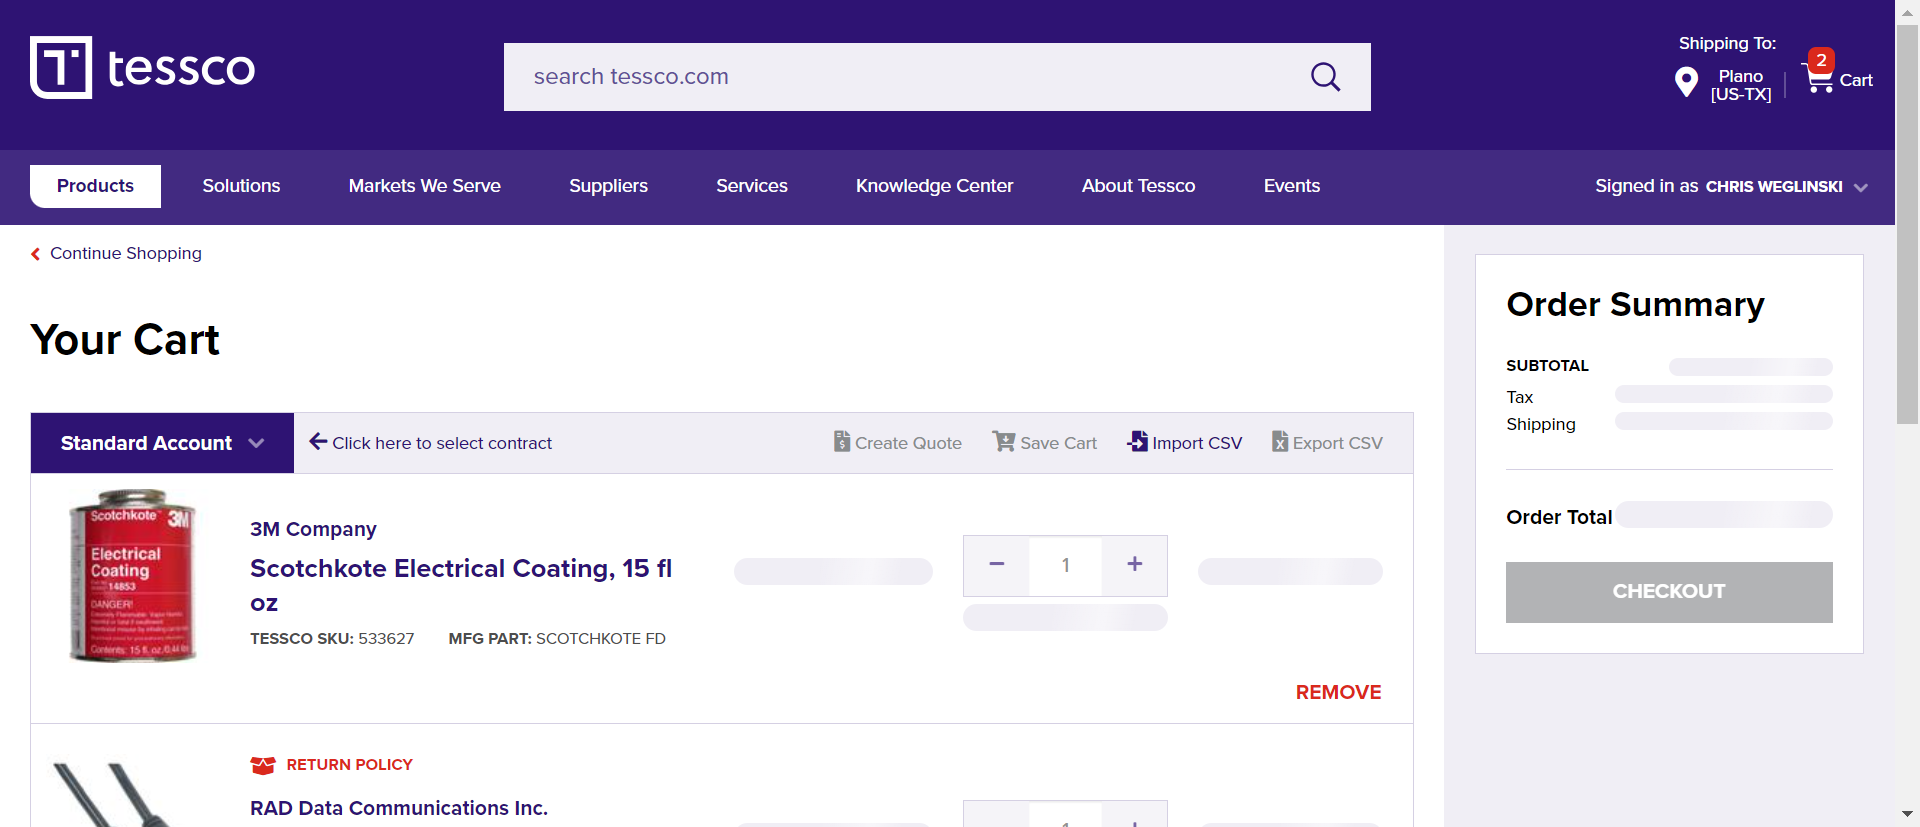 tessco
search tessco.com
Shipping To:
Plano
[US-TX]
2
Cart
Products
Solutions
Markets We Serve
Suppliers
Services
Knowledge Center
About Tessco
Events
Signed in as CHRIS WEGLINSKI
Continue Shopping
Your Cart
Standard Account
Click here to select contract
Create Quote
Save Cart
Import CSV
Export CSV
Scotchkote 3M
Electrical
Coating
14853
DANGER!
Contents: 15 fl. oz.
3M Company
Scotchkote Electrical Coating, 15 fl
oz
TESSCO SKU: 533627 MFG PART: SCOTCHKOTE FD
− 1 +
REMOVE
RETURN POLICY
RAD Data Communications Inc.
Order Summary
SUBTOTAL
Tax
Shipping
Order Total
CHECKOUT